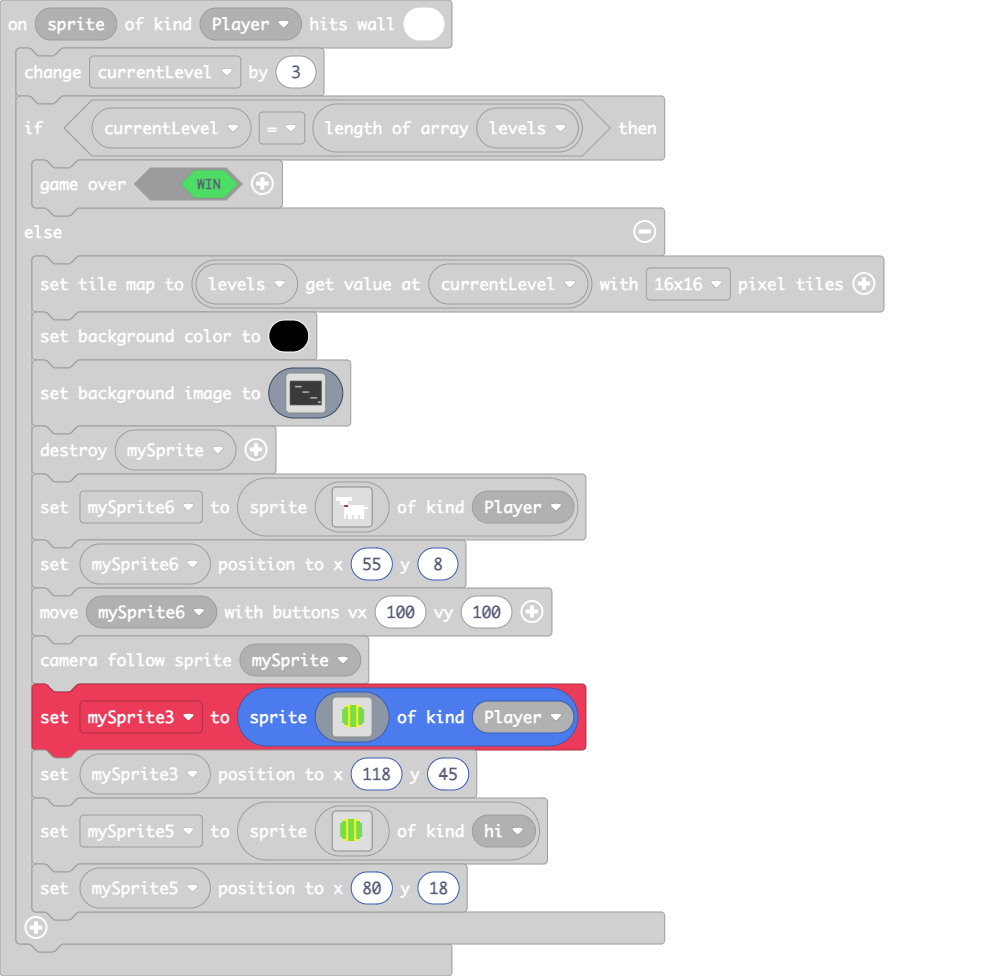 on sprite of kind Player hits wall
change currentLevel by 3
if currentLevel = length of array levels then
game over WIN
else
set tile map to levels get value at currentLevel with 16x16 pixel tiles
set background color to
set background image to
destroy mySprite
set mySprite6 to sprite of kind Player
set mySprite6 position to x 55 y 8
move mySprite6 with buttons vx 100 vy 100
camera follow sprite mySprite
set mySprite3 to sprite of kind Player
set mySprite3 position to x 118 y 45
set mySprite5 to sprite of kind hi
set mySprite5 position to x 80 y 18